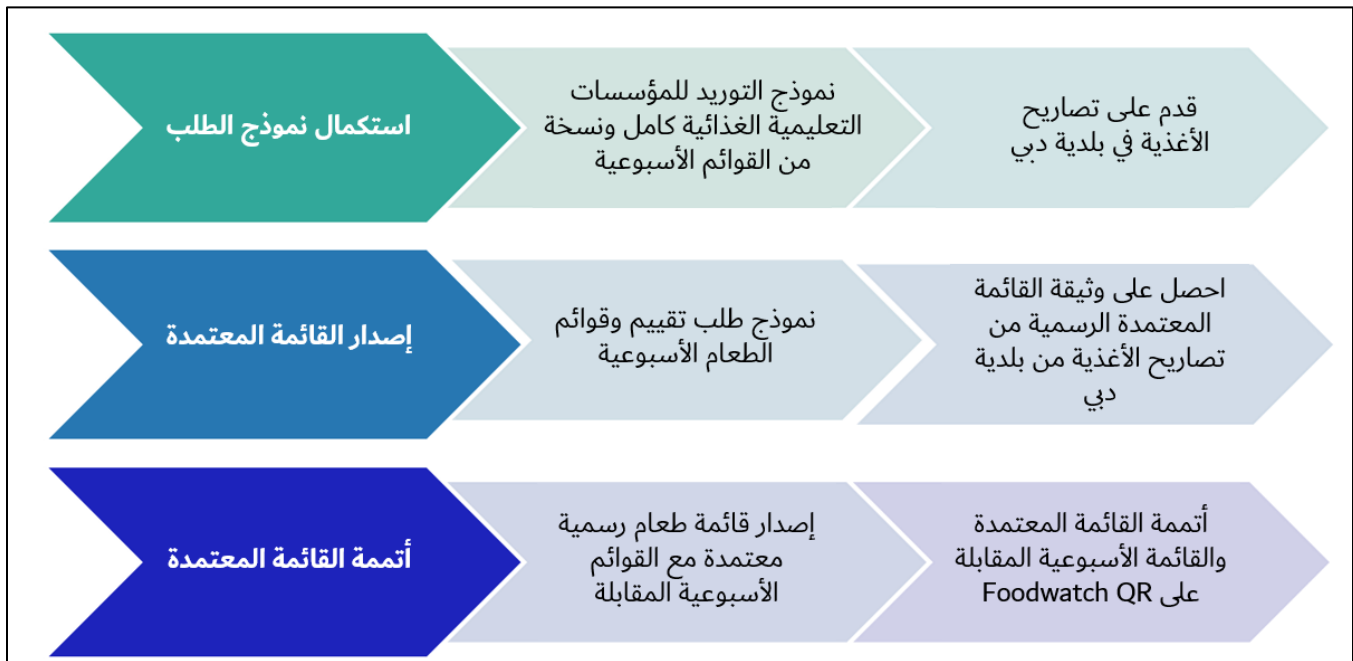 استكمال نموذج الطلب
نموذج التوريد للمؤسسات
التعليمية الغذائية كامل ونسخة
من القوائم الأسبوعية
قدم على تصاريح
الأغذية في بلدية دبي
إصدار القائمة المعتمدة
نموذج طلب تقييم وقوائم
الطعام الأسبوعية
احصل على وثيقة القائمة
المعتمدة الرسمية من
تصاريح الأغذية من بلدية
دبي
أتممة القائمة المعتمدة
إصدار قائمة طعام رسمية
معتمدة مع القوائم
الأسبوعية المقابلة
أتممة القائمة المعتمدة
والقائمة الأسبوعية المقابلة
على Foodwatch QR